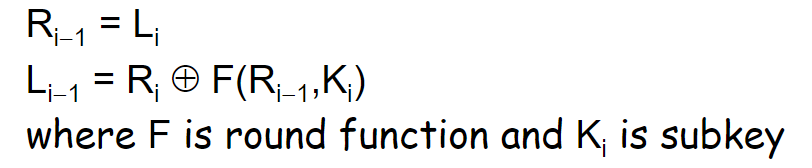 Rᵢ₋₁ = Lᵢ
Lᵢ₋₁ = Rᵢ ⊕ F(Rᵢ₋₁,Kᵢ)
where F is round function and Kᵢ is subkey